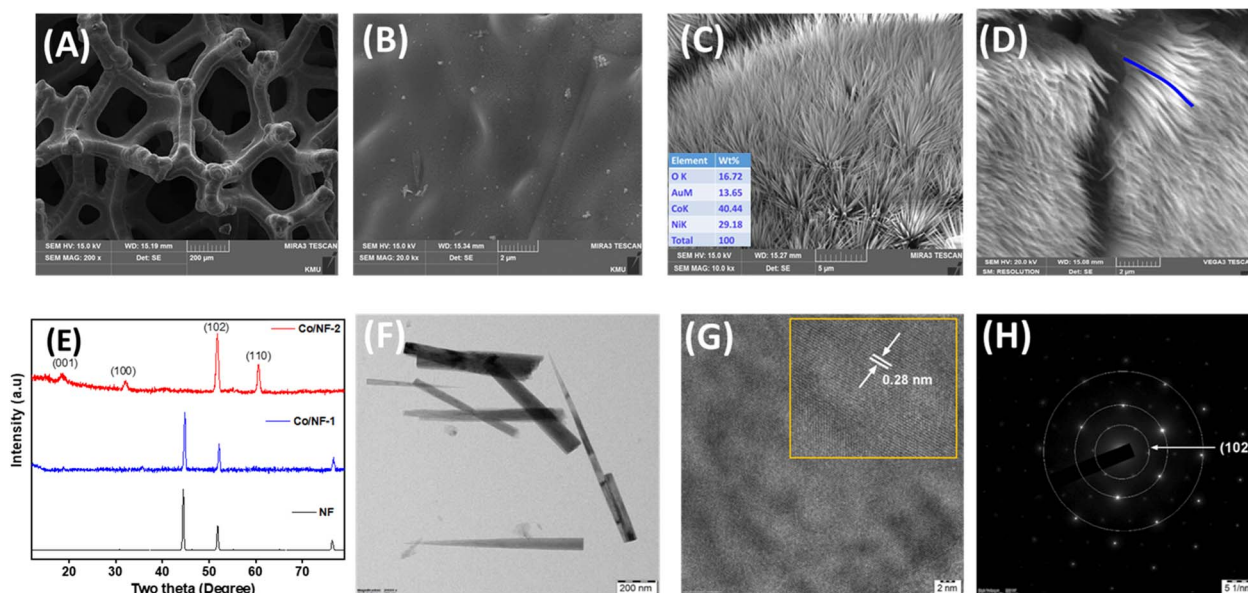 (A)
SEM HV: 15.0 kV WD: 15.19 mm MIRA3 TESCAN
SEM MAG: 200 x Det: SE 200 µm
KMU
(B)
SEM HV: 15.0 kV WD: 15.34 mm MIRA3 TESCAN
SEM MAG: 20.0 kx Det: SE 2 µm
KMU
(C)
Element Wt%
O K 16.72
AuM 13.65
CoK 40.44
NiK 29.18
Total 100
SEM HV: 15.0 kV WD: 15.27 mm MIRA3 TESCAN
SEM MAG: 10.0 kx Det: SE 5 µm
(D)
SEM HV: 20.0 kV WD: 15.08 mm VEGA3 TESCA
SM: RESOLUTION Det: SE 2 µm
(E)
Co/NF-2
(001)
(100)
(102)
(110)
Co/NF-1
NF
Intensity (a.u)
20 30 40 50 60 70
Two theta (Degree)
(F)
200 nm
(G)
0.28 nm
2 nm
(H)
(102
5 1/nm